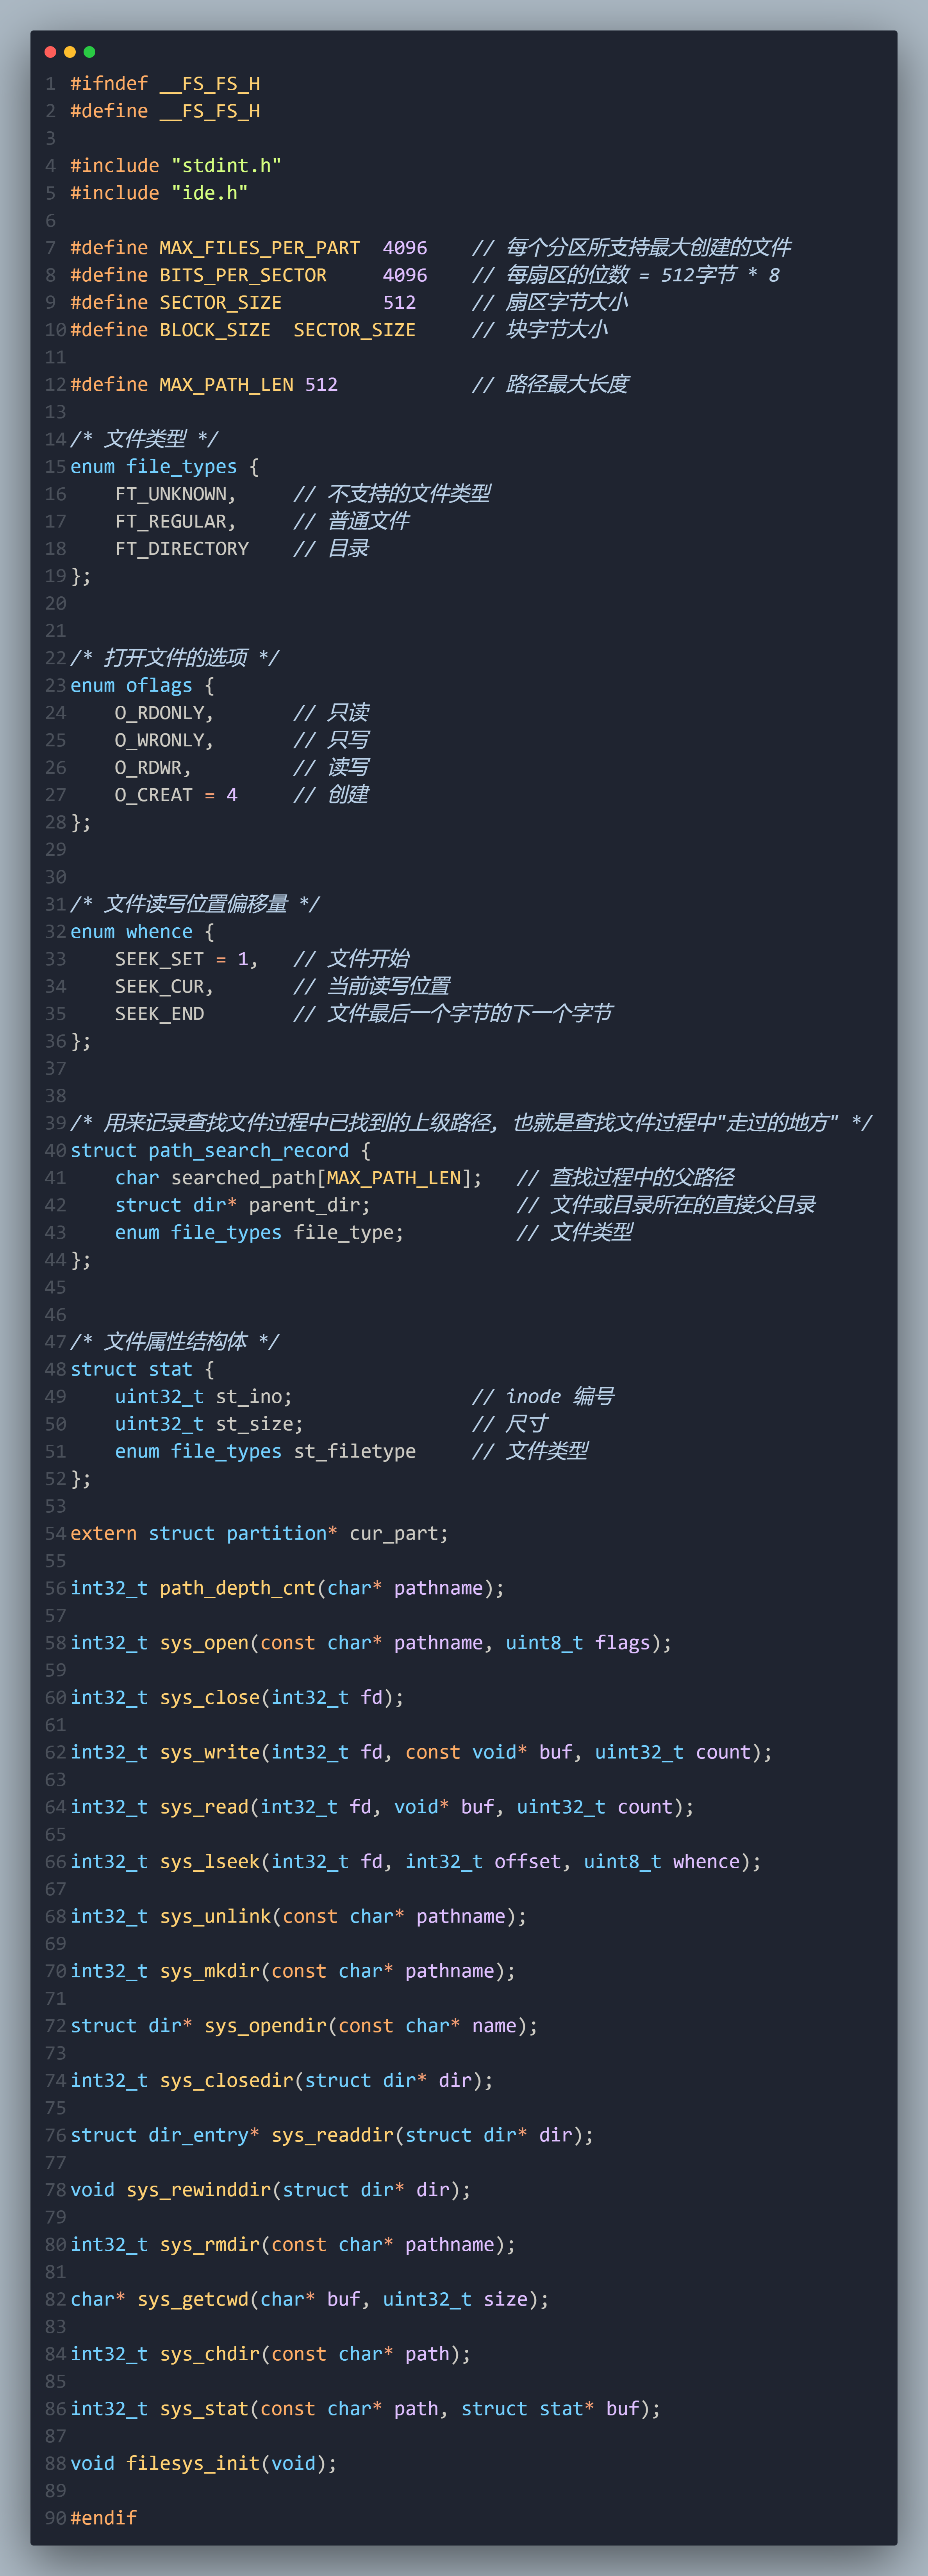 1 #ifndef __FS_FS_H
2 #define __FS_FS_H
3
4 #include "stdint.h"
5 #include "ide.h"
6
7 #define MAX_FILES_PER_PART  4096    // 每个分区所支持最大创建的文件
8 #define BITS_PER_SECTOR     4096    // 每扇区的位数 = 512字节 * 8
9 #define SECTOR_SIZE         512     // 扇区字节大小
10 #define BLOCK_SIZE  SECTOR_SIZE     // 块字节大小
11
12 #define MAX_PATH_LEN 512            // 路径最大长度
13
14 /* 文件类型 */
15 enum file_types {
16     FT_UNKNOWN,     // 不支持的文件类型
17     FT_REGULAR,     // 普通文件
18     FT_DIRECTORY    // 目录
19 };
20
21
22 /* 打开文件的选项 */
23 enum oflags {
24     O_RDONLY,       // 只读
25     O_WRONLY,       // 只写
26     O_RDWR,         // 读写
27     O_CREAT = 4     // 创建
28 };
29
30
31 /* 文件读写位置偏移量 */
32 enum whence {
33     SEEK_SET = 1,   // 文件开始
34     SEEK_CUR,       // 当前读写位置
35     SEEK_END        // 文件最后一个字节的下一个字节
36 };
37
38
39 /* 用来记录查找文件过程中已找到的上级路径, 也就是查找文件过程中"走过的地方" */
40 struct path_search_record {
41     char searched_path[MAX_PATH_LEN];   // 查找过程中的父路径
42     struct dir* parent_dir;             // 文件或目录所在的直接父目录
43     enum file_types file_type;          // 文件类型
44 };
45
46
47 /* 文件属性结构体 */
48 struct stat {
49     uint32_t st_ino;                // inode 编号
50     uint32_t st_size;               // 尺寸
51     enum file_types st_filetype     // 文件类型
52 };
53
54 extern struct partition* cur_part;
55
56 int32_t path_depth_cnt(char* pathname);
57
58 int32_t sys_open(const char* pathname, uint8_t flags);
59
60 int32_t sys_close(int32_t fd);
61
62 int32_t sys_write(int32_t fd, const void* buf, uint32_t count);
63
64 int32_t sys_read(int32_t fd, void* buf, uint32_t count);
65
66 int32_t sys_lseek(int32_t fd, int32_t offset, uint8_t whence);
67
68 int32_t sys_unlink(const char* pathname);
69
70 int32_t sys_mkdir(const char* pathname);
71
72 struct dir* sys_opendir(const char* name);
73
74 int32_t sys_closedir(struct dir* dir);
75
76 struct dir_entry* sys_readdir(struct dir* dir);
77
78 void sys_rewinddir(struct dir* dir);
79
80 int32_t sys_rmdir(const char* pathname);
81
82 char* sys_getcwd(char* buf, uint32_t size);
83
84 int32_t sys_chdir(const char* path);
85
86 int32_t sys_stat(const char* path, struct stat* buf);
87
88 void filesys_init(void);
89
90 #endif